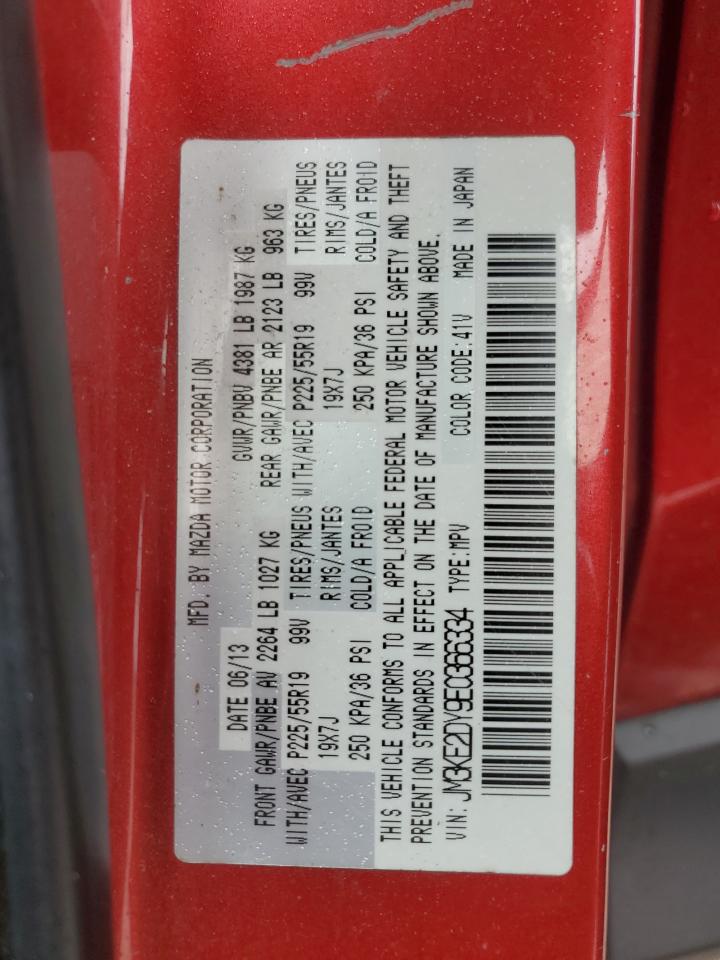 MFD. BY MAZDA MOTOR CORPORATION
DATE 06/13 GVWR/PNBV 4381 LB 1987 KG
FRONT GAWR/PNBE AV 2264 LB 1027 KG REAR GAWR/PNBE AR 2123 LB 963 KG
WITH/AVEC P225/55R19 99V TIRES/PNEUS WITH/AVEC P225/55R19 99V TIRES/PNEUS
19X7J RIMS/JANTES 19X7J RIMS/JANTES
250 KPA/36 PSI COLD/A FROID 250 KPA/36 PSI COLD/A FROID
THIS VEHICLE CONFORMS TO ALL APPLICABLE FEDERAL MOTOR VEHICLE SAFETY AND THEFT
PREVENTION STANDARDS IN EFFECT ON THE DATE OF MANUFACTURE SHOWN ABOVE.
VIN: JM3KE2DY9E0366334 TYPE:MPV COLOR CODE:41V MADE IN JAPAN